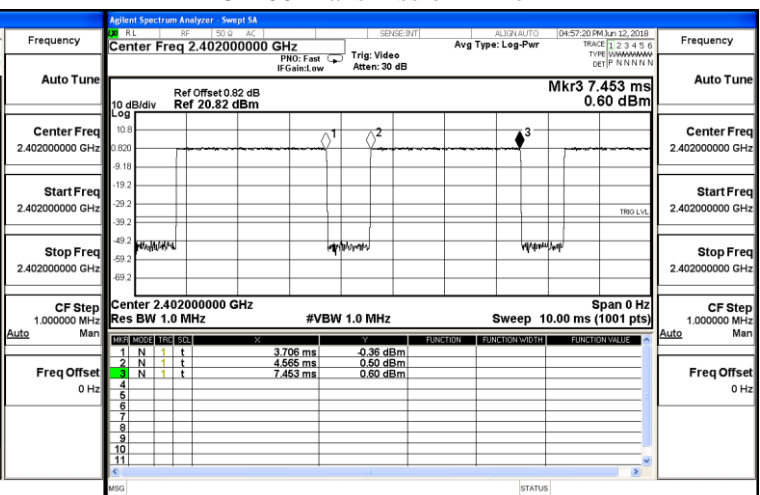 Agilent Spectrum Analyzer - Swept SA
RL RF 50 Ω AC SENSE:INT ALIGN AUTO 04:57:20 PM Jun 12, 2018
Center Freq 2.402000000 GHz
PNO: Fast
IFGain:Low
Trig: Video
Atten: 30 dB
Avg Type: Log-Pwr
TRACE 1 2 3 4 5 6
TYPE
DET P N N N N N
Ref Offset 0.82 dB
Ref 20.82 dBm
10 dB/div
Log
Mkr3 7.453 ms
0.60 dBm
10.8
0.820
-9.18
-19.2
-29.2
-39.2
-49.2
-59.2
-69.2
1
2
3
TRIG LVL
Center 2.402000000 GHz
Span 0 Hz
Res BW 1.0 MHz
#VBW 1.0 MHz
Sweep 10.00 ms (1001 pts)
MKR MODE TRC SCL X Y FUNCTION FUNCTION WIDTH FUNCTION VALUE
1 N 1 t 3.706 ms -0.36 dBm
2 N 1 t 4.565 ms 0.50 dBm
3 N 1 t 7.453 ms 0.60 dBm
4
5
6
7
8
9
10
11
MSG
STATUS
Frequency
Auto Tune
Center Freq
2.402000000 GHz
Start Freq
2.402000000 GHz
Stop Freq
2.402000000 GHz
CF Step
1.000000 MHz
Auto Man
Freq Offset
0 Hz
Frequency
Auto Tune
Center Freq
2.402000000 GHz
Start Freq
2.402000000 GHz
Stop Freq
2.402000000 GHz
CF Step
1.000000 MHz
Auto Man
Freq Offset
0 Hz